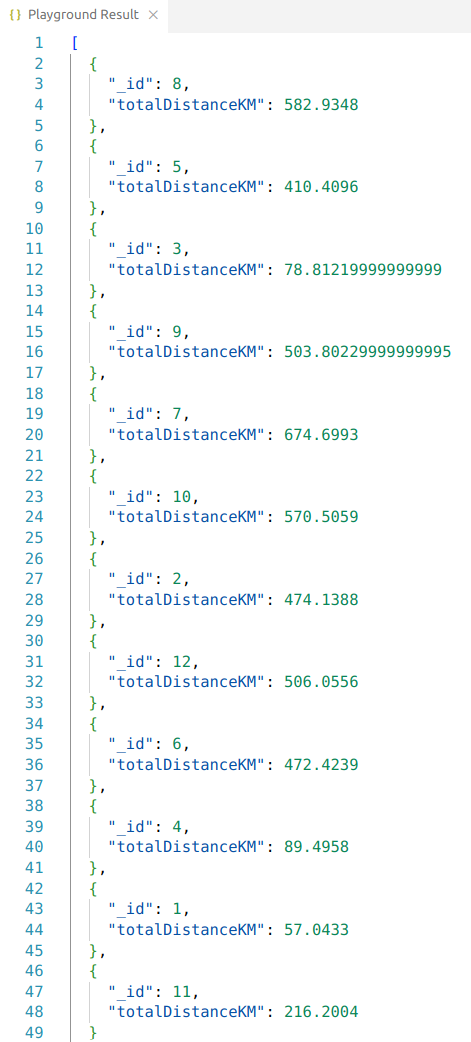 {} Playground Result ×
1 [
2 {
3 "_id": 8,
4 "totalDistanceKM": 582.9348
5 },
6 {
7 "_id": 5,
8 "totalDistanceKM": 410.4096
9 },
10 {
11 "_id": 3,
12 "totalDistanceKM": 78.81219999999999
13 },
14 {
15 "_id": 9,
16 "totalDistanceKM": 503.80229999999995
17 },
18 {
19 "_id": 7,
20 "totalDistanceKM": 674.6993
21 },
22 {
23 "_id": 10,
24 "totalDistanceKM": 570.5059
25 },
26 {
27 "_id": 2,
28 "totalDistanceKM": 474.1388
29 },
30 {
31 "_id": 12,
32 "totalDistanceKM": 506.0556
33 },
34 {
35 "_id": 6,
36 "totalDistanceKM": 472.4239
37 },
38 {
39 "_id": 4,
40 "totalDistanceKM": 89.4958
41 },
42 {
43 "_id": 1,
44 "totalDistanceKM": 57.0433
45 },
46 {
47 "_id": 11,
48 "totalDistanceKM": 216.2004
49 }